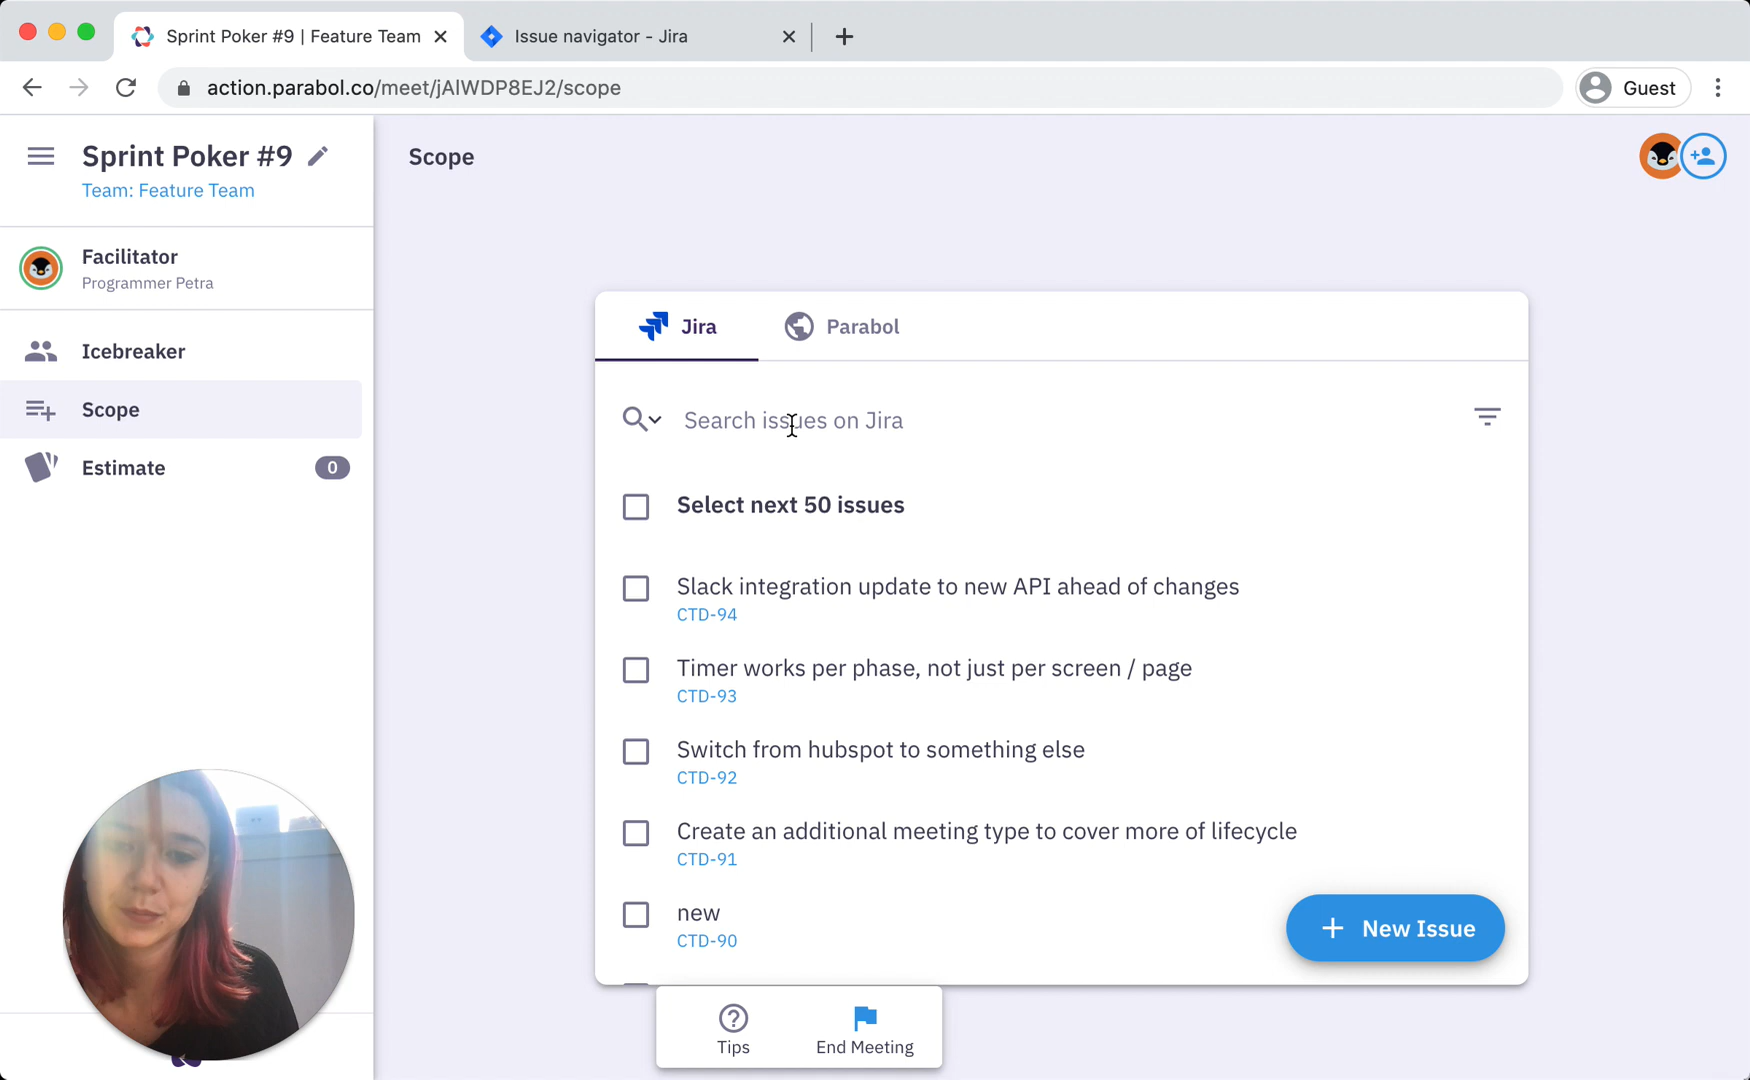 Sprint Poker #9 | Feature Team
Issue navigator - Jira
action.parabol.co/meet/jAlWDP8EJ2/scope
Guest
Sprint Poker #9
Team: Feature Team
Facilitator
Programmer Petra
Icebreaker
Scope
Estimate
0
Scope
Jira
Parabol
Search issues on Jira
Select next 50 issues
Slack integration update to new API ahead of changes
CTD-94
Timer works per phase, not just per screen / page
CTD-93
Switch from hubspot to something else
CTD-92
Create an additional meeting type to cover more of lifecycle
CTD-91
new
CTD-90
+ New Issue
Tips
End Meeting